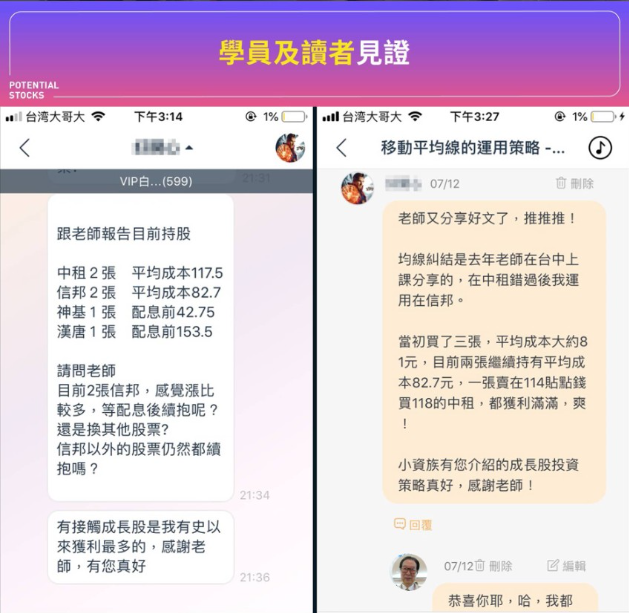 學員及讀者見證
POTENTIAL
STOCKS
台湾大哥大
下午3:14
1%
VIP白...(599)
21:31
跟老師報告目前持股
中租2張 平均成本117.5
信邦2張 平均成本82.7
神基1張 配息前42.75
漢唐1張 配息前153.5
請問老師
目前2張信邦,感覺漲比
較多,等配息後續抱呢?
還是換其他股票?
信邦以外的股票仍然都續
抱嗎?
21:34
有接觸成長股是我有史以
來獲利最多的,感謝老
師,有您真好
21:36
台湾大哥大
下午3:27
1%
移動平均線的運用策略 -...
07/12
刪除
老師又分享好文了,推推推!
均線糾結是去年老師在台中上
課分享的,在中租錯過後我運
用在信邦。
當初買了三張,平均成本大約8
1元,目前兩張繼續持有平均成
本82.7元,一張賣在114貼點錢
買118的中租,都獲利滿滿,爽
!
小資族有您介紹的成長股投資
策略真好,感謝老師!
回覆
07/12 刪除 編輯
恭喜你耶,哈,我都